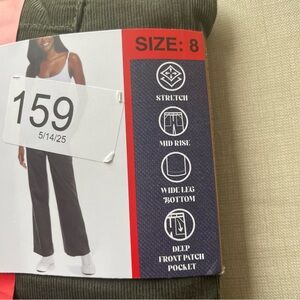 SIZE: 8
159
5/14/25
STRETCH
MID RISE
WIDE LEG
BOTTOM
DEEP
FRONT PATCH
POCKET